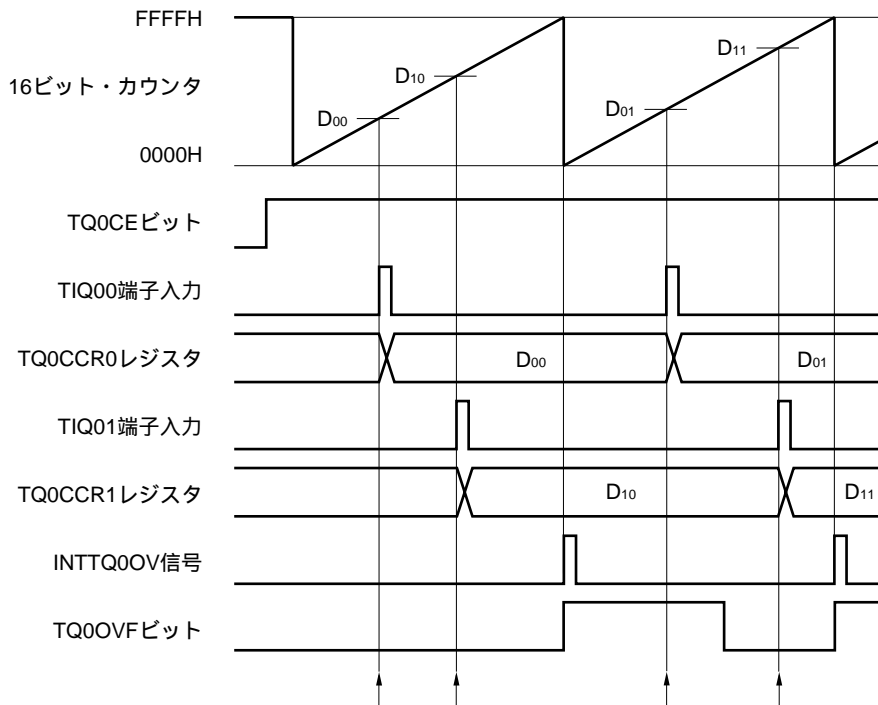 FFFFH
D11
D10
16ビット・カウンタ
D01
D00
0000H
TQ0CEビット
TIQ00端子入力
TQ0CCR0レジスタ
D00
D01
TIQ01端子入力
TQ0CCR1レジスタ
D10
D11
INTTQ0OV信号
TQ0OVFビット